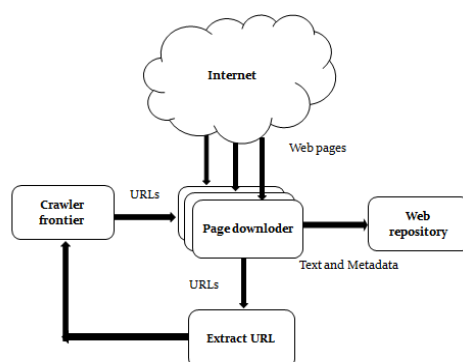 Internet
Web pages
URLs
Crawler
frontier
Page downloder
Web
repository
Text and Metadata
URLs
Extract URL